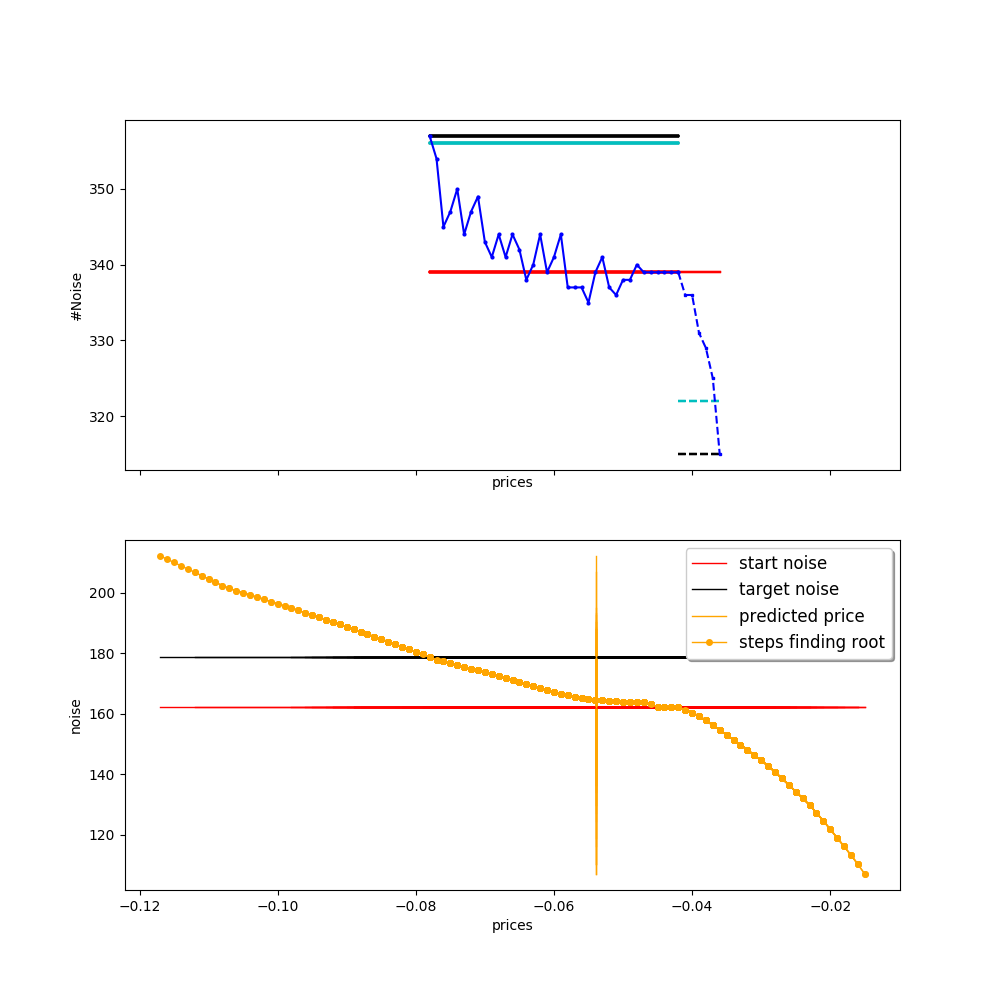 #Noise
350
340
330
320
prices
start noise
target noise
predicted price
steps finding root
noise
200
180
160
140
120
−0.12 −0.10 −0.08 −0.06 −0.04 −0.02
prices